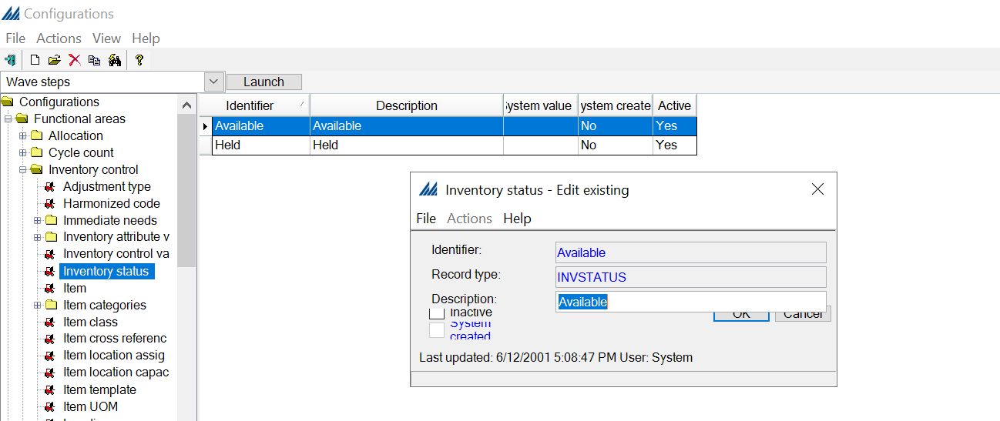 Configurations
File Actions View Help
Wave steps Launch
Configurations
Functional areas
Allocation
Cycle count
Inventory control
Adjustment type
Harmonized code
Immediate needs
Inventory attribute v
Inventory control va
Inventory status
Item
Item categories
Item class
Item cross referenc
Item location assig
Item location capac
Item template
Item UOM
Identifier Description ystem value ystem create Active
Available Available No Yes
Held Held No Yes
Inventory status - Edit existing
File Actions Help
Identifier: Available
Record type: INVSTATUS
Description: Available
Inactive OK Cancel
System
created
Last updated: 6/12/2001 5:08:47 PM User: System